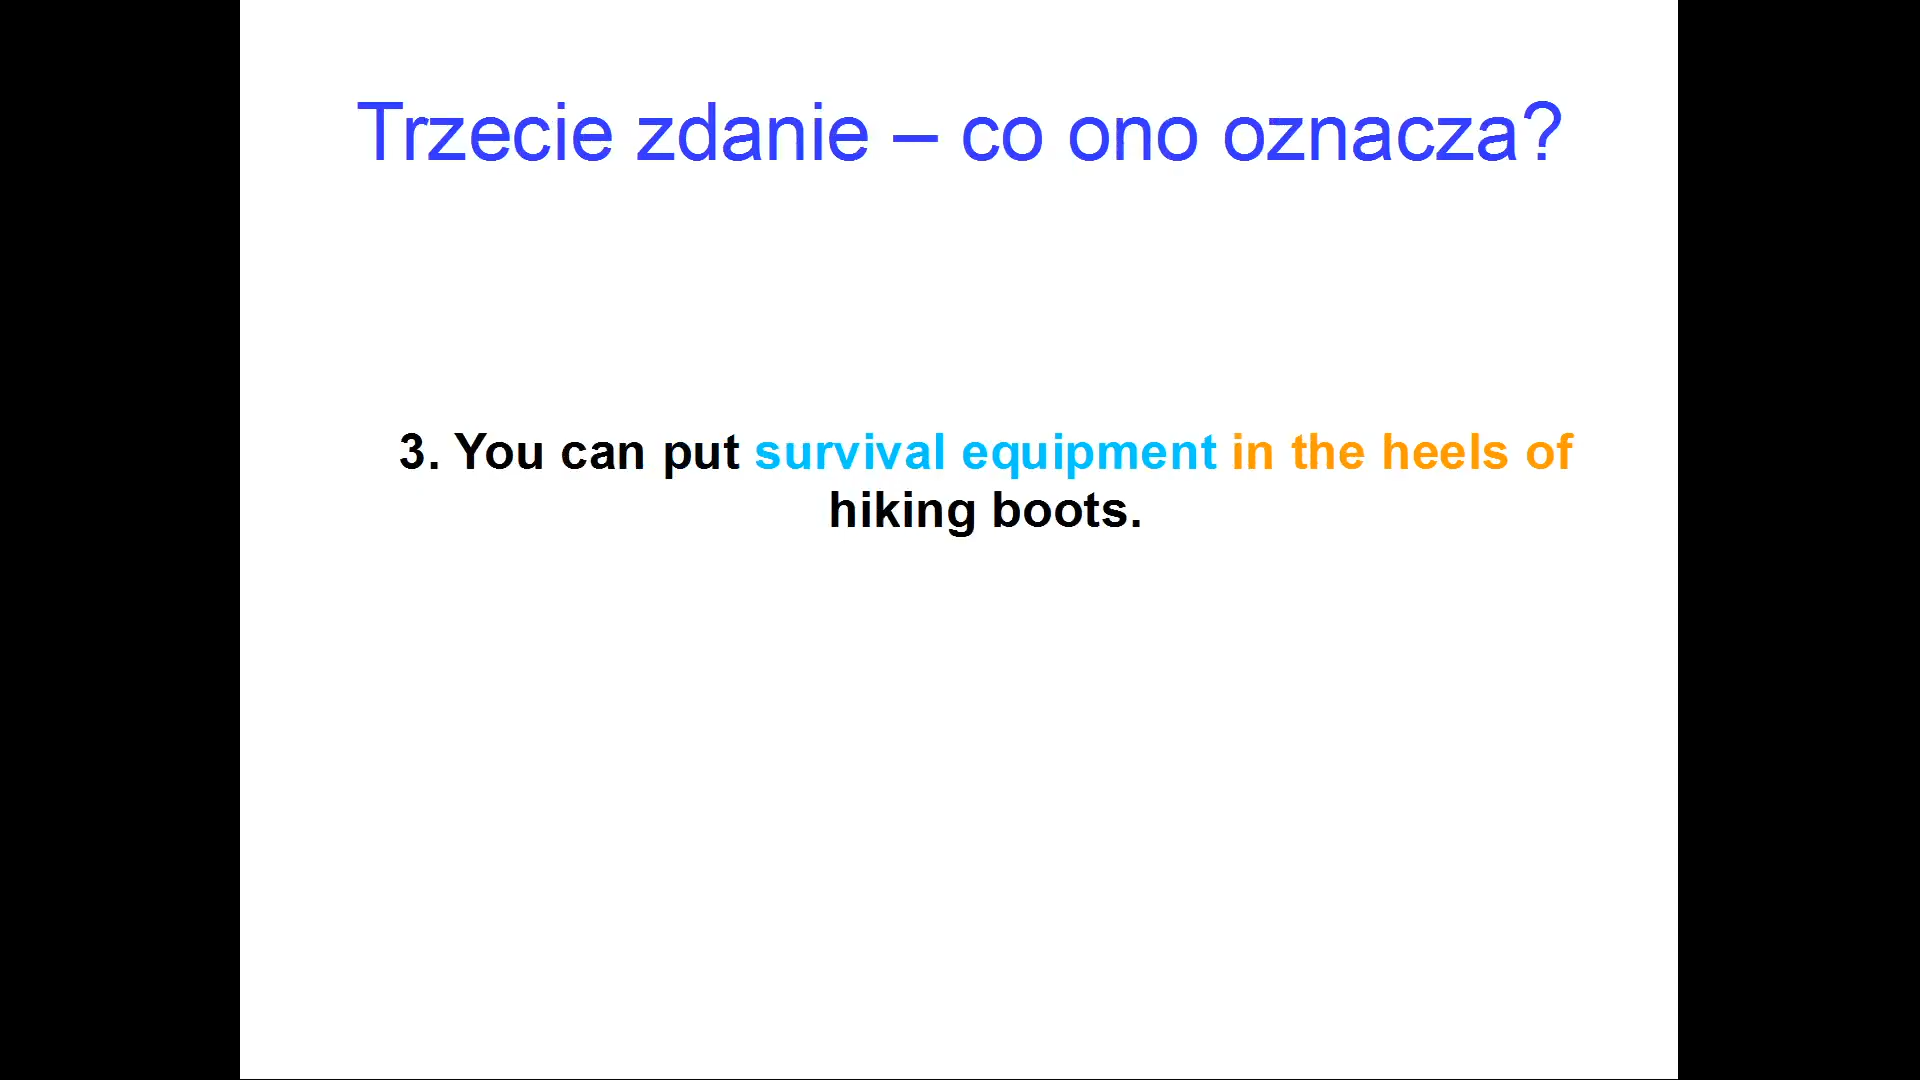 Trzecie zdanie – co ono oznacza?
3. You can put survival equipment in the heels of
hiking boots.